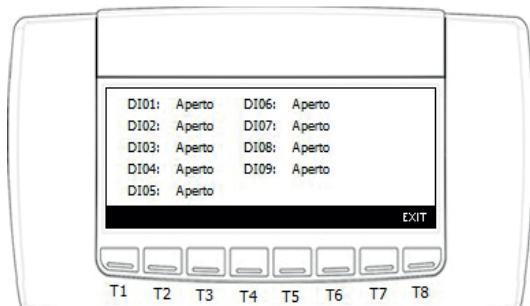 DI01: Aperto DI06: Aperto
DI02: Aperto DI07: Aperto
DI03: Aperto DI08: Aperto
DI04: Aperto DI09: Aperto
DI05: Aperto
EXIT
T1 T2 T3 T4 T5 T6 T7 T8